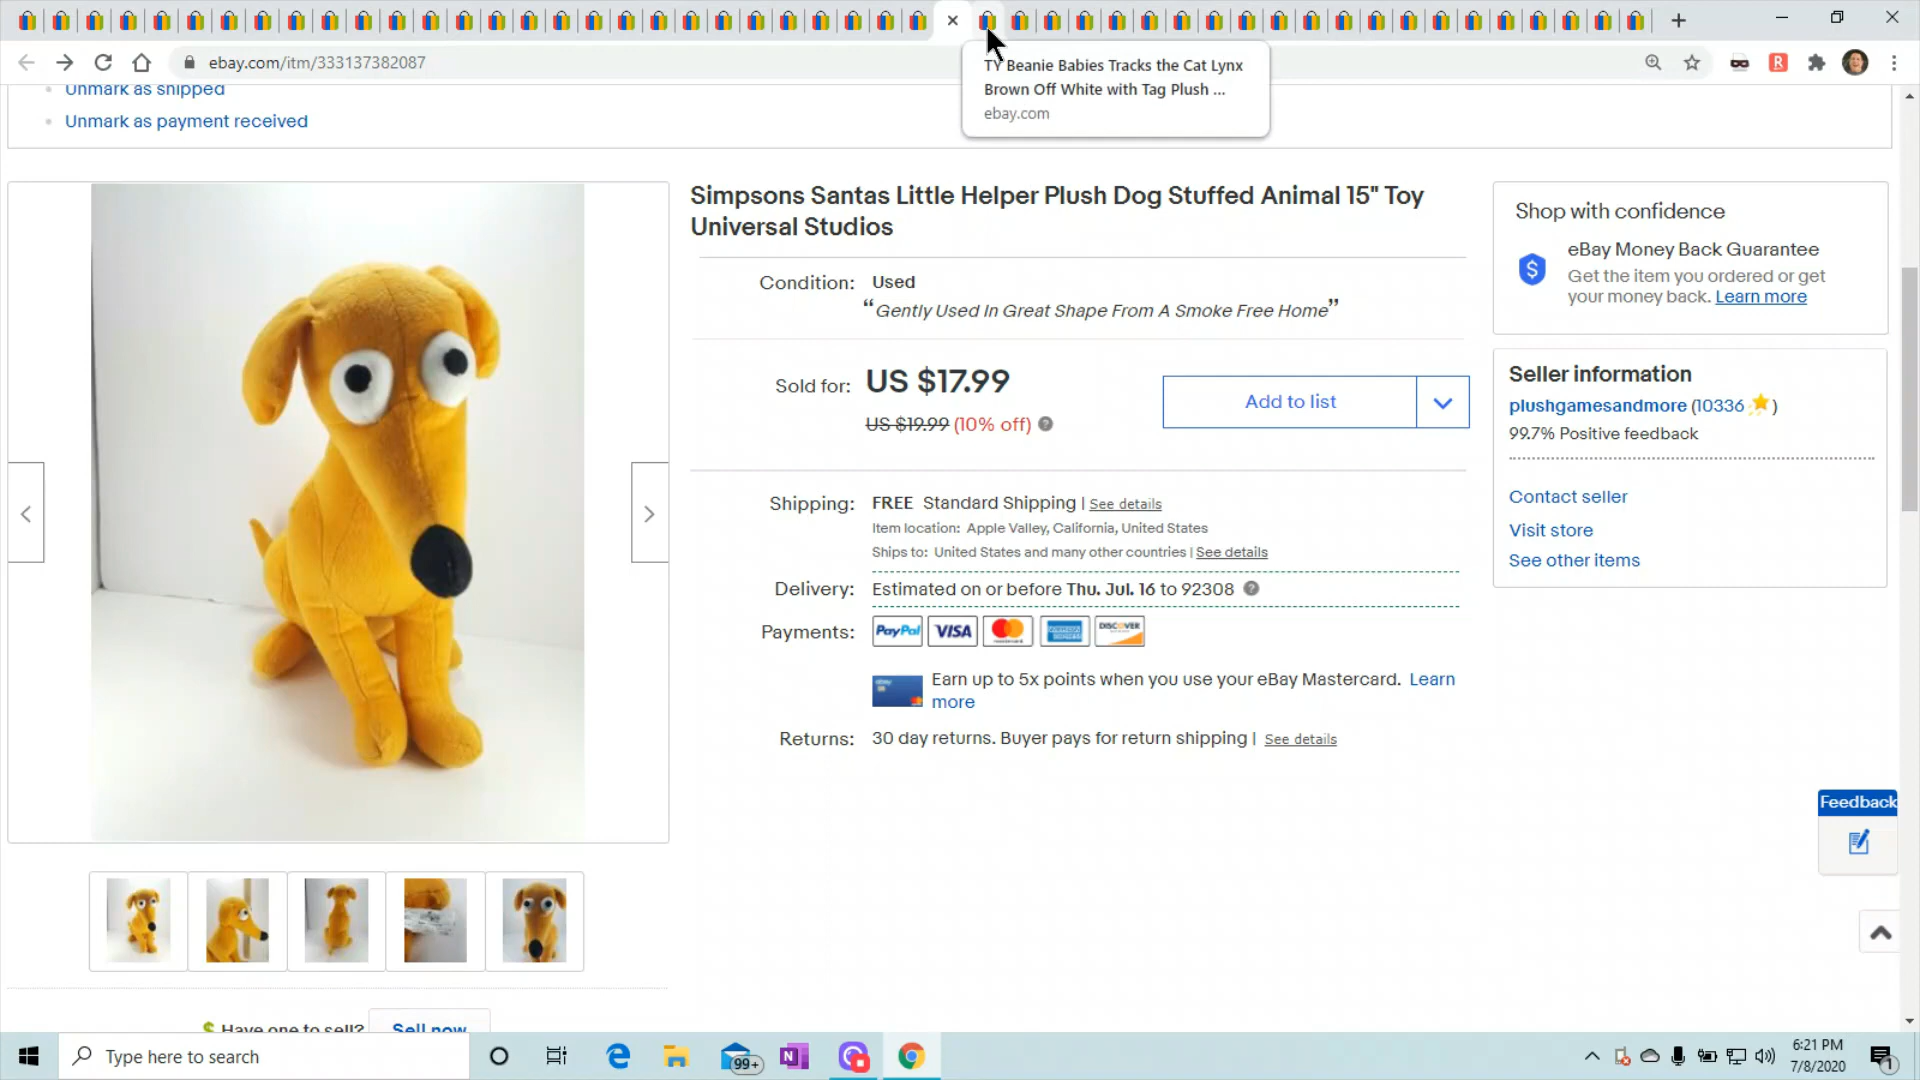 ebay.com/item/333137382087
TY Beanie Babies Tracks the Cat Lynx
Brown Off White with Tag Plush ...
ebay.com
Unmark as shipped
Unmark as payment received
Simpsons Santas Little Helper Plush Dog Stuffed Animal 15" Toy
Universal Studios
Condition: Used
“Gently Used In Great Shape From A Smoke Free Home”
Sold for: US $17.99
US $19.99 (10% off)
Add to list
Shipping: FREE Standard Shipping | See details
Item location: Apple Valley, California, United States
Ships to: United States and many other countries | See details
Delivery: Estimated on or before Thu. Jul. 16 to 92308
Payments: PayPal VISA mastercard AMERICAN EXPRESS DISCOVER
Earn up to 5x points when you use your eBay Mastercard. Learn
more
Returns: 30 day returns. Buyer pays for return shipping | See details
Shop with confidence
eBay Money Back Guarantee
Get the item you ordered or get
your money back. Learn more
Seller information
plushgamesandmore (10336)
99.7% Positive feedback
Contact seller
Visit store
See other items
Feedback
Have one to sell? Sell now
Type here to search
99+
6:21 PM
7/8/2020
1